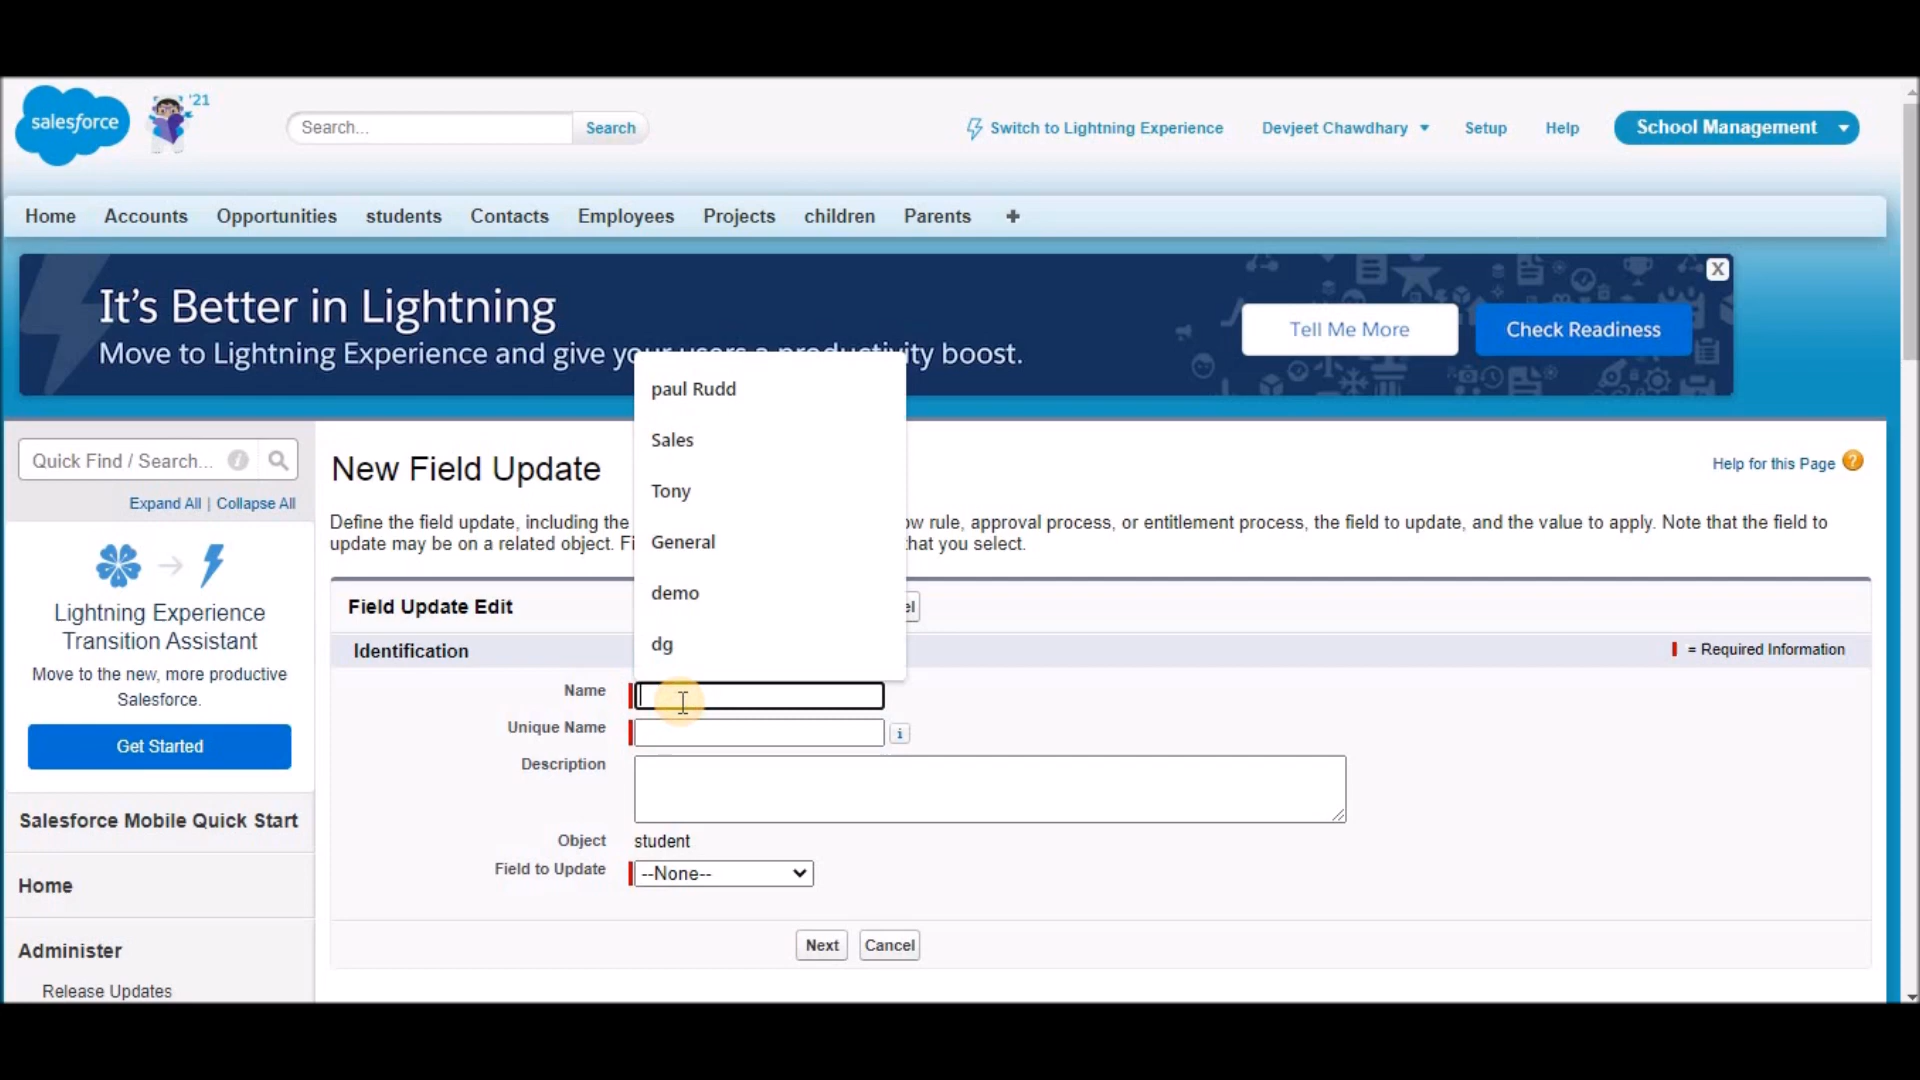 salesforce
'21
Search...
Search
Switch to Lightning Experience
Devjeet Chawdhary
Setup
Help
School Management
Home
Accounts
Opportunities
students
Contacts
Employees
Projects
children
Parents
+
It's Better in Lightning
Move to Lightning Experience and give your users a productivity boost.
X
Tell Me More
Check Readiness
paul Rudd
Sales
Tony
General
demo
dg
Quick Find / Search...
i
Expand All | Collapse All
Lightning Experience
Transition Assistant
Move to the new, more productive
Salesforce.
Get Started
Salesforce Mobile Quick Start
Home
Administer
Release Updates
New Field Update
Help for this Page ?
Define the field update, including the ow rule, approval process, or entitlement process, the field to update, and the value to apply. Note that the field to
update may be on a related object. Fi hat you select.
Field Update Edit
el
Identification
= Required Information
Name
Unique Name
i
Description
Object student
Field to Update --None--
Next Cancel